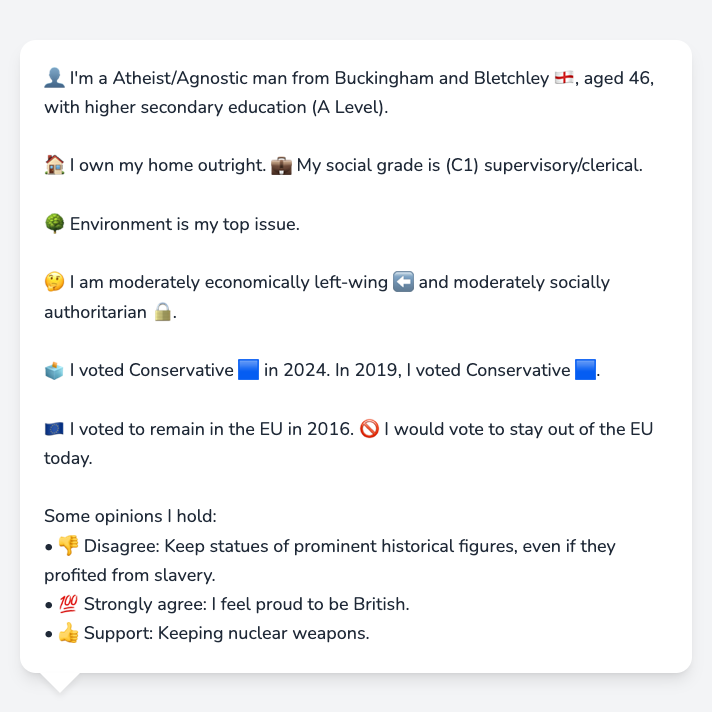 👤 I'm a Atheist/Agnostic man from Buckingham and Bletchley 🏴󠁧󠁢󠁥󠁮󠁧󠁿, aged 46,
with higher secondary education (A Level).
🏠 I own my home outright. 💼 My social grade is (C1) supervisory/clerical.
🌳 Environment is my top issue.
🤔 I am moderately economically left-wing ⬅️ and moderately socially
authoritarian 🔒.
🗳️ I voted Conservative 🟦 in 2024. In 2019, I voted Conservative 🟦.
🇪🇺 I voted to remain in the EU in 2016. 🚫 I would vote to stay out of the EU
today.
Some opinions I hold:
• 👎 Disagree: Keep statues of prominent historical figures, even if they
profited from slavery.
• 💯 Strongly agree: I feel proud to be British.
• 👍 Support: Keeping nuclear weapons.